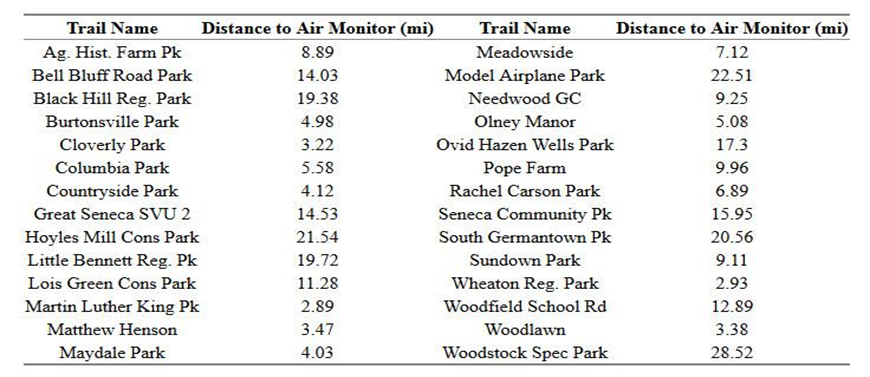 Trail Name Distance to Air Monitor (mi) Trail Name Distance to Air Monitor (mi)
Ag. Hist. Farm Pk 8.89 Meadowside 7.12
Bell Bluff Road Park 14.03 Model Airplane Park 22.51
Black Hill Reg. Park 19.38 Needwood GC 9.25
Burtonsville Park 4.98 Olney Manor 5.08
Cloverly Park 3.22 Ovid Hazen Wells Park 17.3
Columbia Park 5.58 Pope Farm 9.96
Countryside Park 4.12 Rachel Carson Park 6.89
Great Seneca SVU 2 14.53 Seneca Community Pk 15.95
Hoyles Mill Cons Park 21.54 South Germantown Pk 20.56
Little Bennett Reg. Pk 19.72 Sundown Park 9.11
Lois Green Cons Park 11.28 Wheaton Reg. Park 2.93
Martin Luther King Pk 2.89 Woodfield School Rd 12.89
Matthew Henson 3.47 Woodlawn 3.38
Maydale Park 4.03 Woodstock Spec Park 28.52